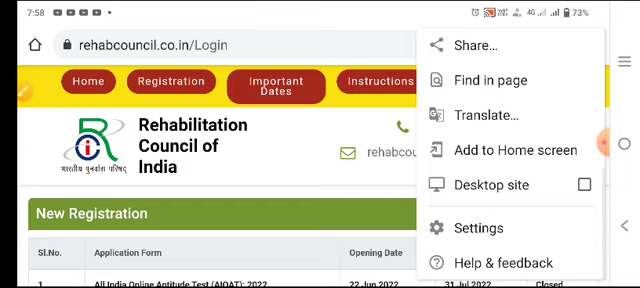 7:58
4G
73%
rehabcouncil.co.in/Login
Share...
Find in page
Translate...
Add to Home screen
Desktop site
Settings
Help & feedback
Home
Registration
Important
Dates
Instructions
Rehabilitation
Council of
India
भारतीय पुनर्वास परिषद्
rehabcou
New Registration
Sl.No.
Application Form
Opening Date
1
All India Online Aptitude Test (AIOAT): 2022
22 Jun 2022
31 Jul 2022
Closed